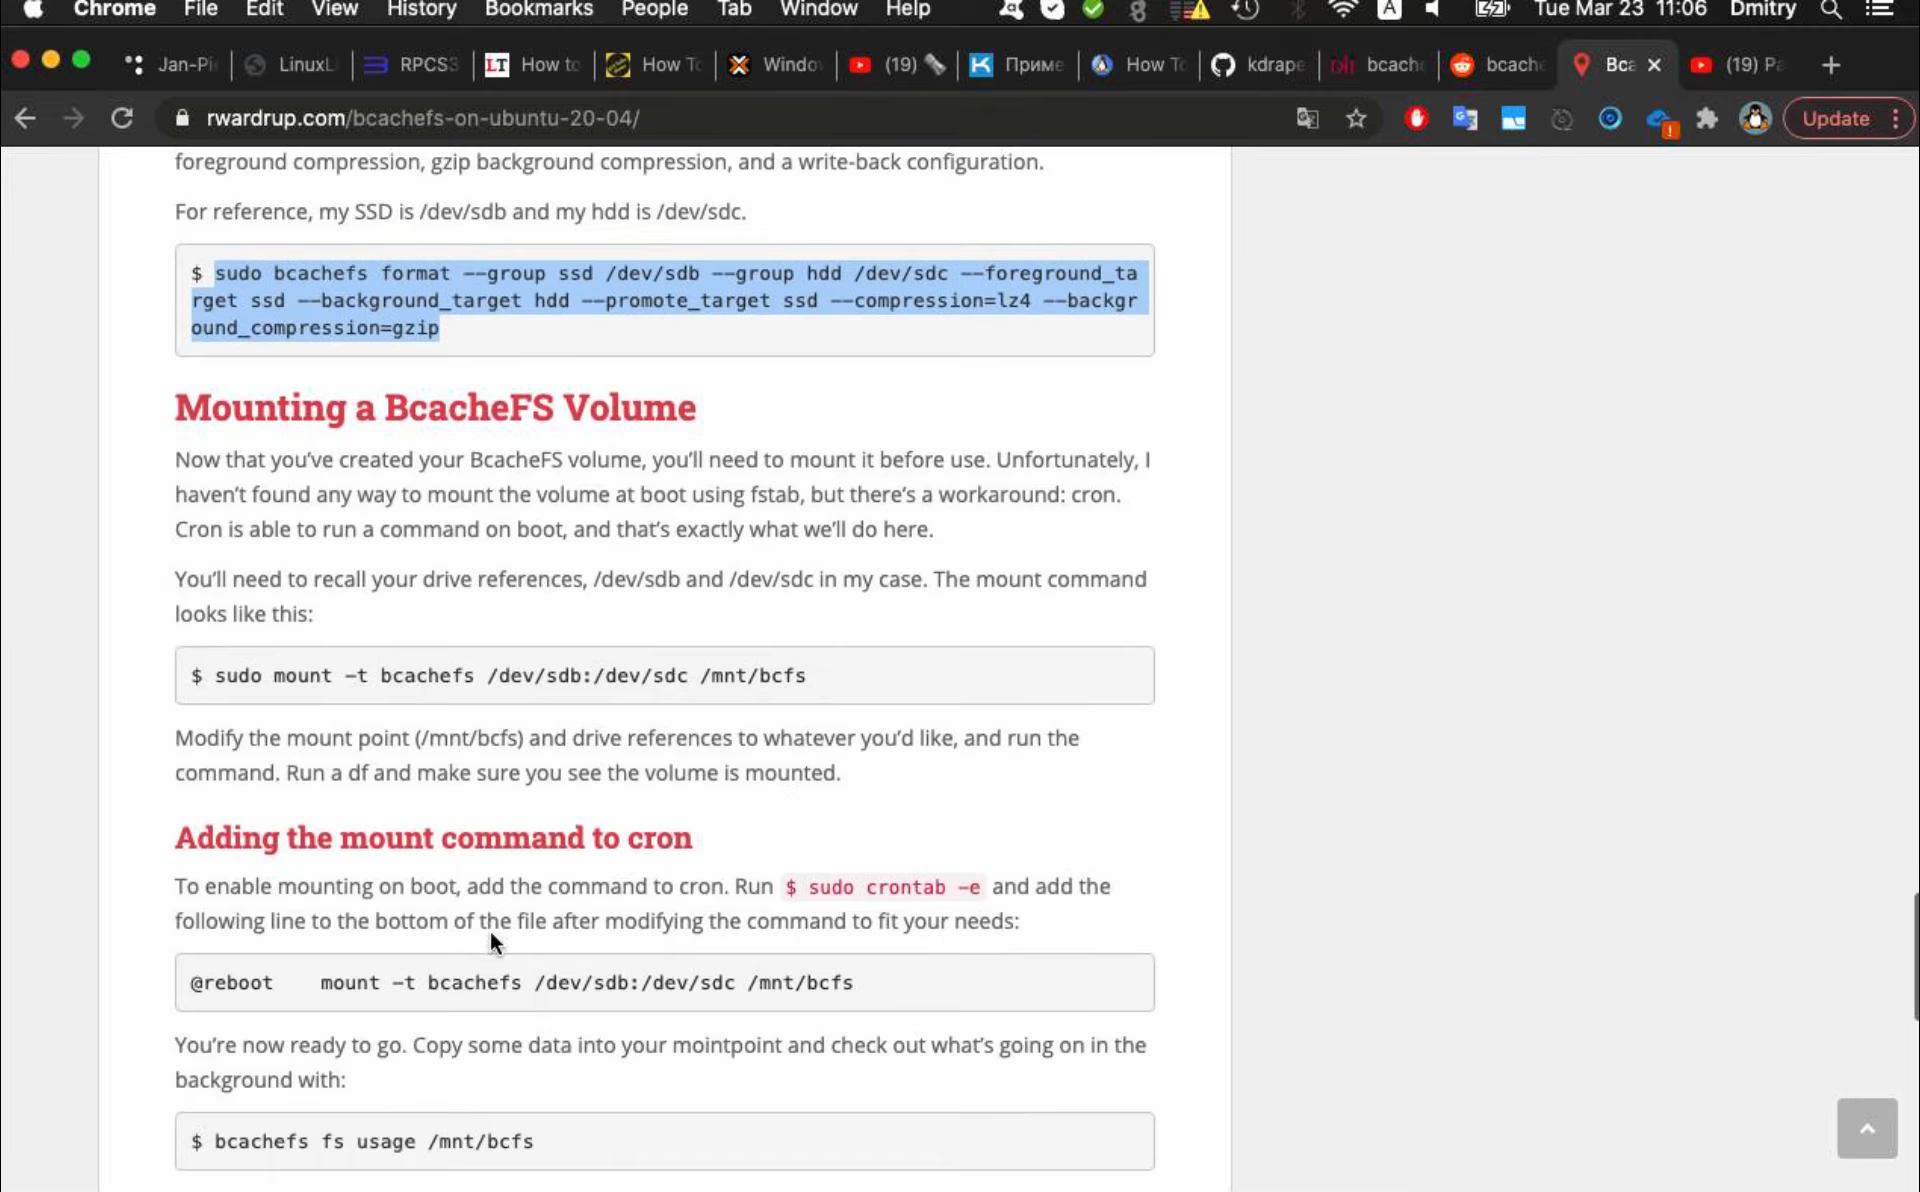 Chrome File Edit View History Bookmarks People Tab Window Help A Tue Mar 23 11:06 Dmitry
Jan-Pi LinuxL RPCS3 LT How to How To Windo (19) K Приме How To kdrape bcach bcache Bca (19) Pa
rwardrup.com/bcachefs-on-ubuntu-20-04/ Update
foreground compression, gzip background compression, and a write-back configuration.
For reference, my SSD is /dev/sdb and my hdd is /dev/sdc.
$ sudo bcachefs format --group ssd /dev/sdb --group hdd /dev/sdc --foreground_ta
rget ssd --background_target hdd --promote_target ssd --compression=lz4 --backgr
ound_compression=gzip
Mounting a BcacheFS Volume
Now that you've created your BcacheFS volume, you'll need to mount it before use. Unfortunately, I
haven't found any way to mount the volume at boot using fstab, but there's a workaround: cron.
Cron is able to run a command on boot, and that's exactly what we'll do here.
You'll need to recall your drive references, /dev/sdb and /dev/sdc in my case. The mount command
looks like this:
$ sudo mount -t bcachefs /dev/sdb:/dev/sdc /mnt/bcfs
Modify the mount point (/mnt/bcfs) and drive references to whatever you'd like, and run the
command. Run a df and make sure you see the volume is mounted.
Adding the mount command to cron
To enable mounting on boot, add the command to cron. Run $ sudo crontab -e and add the
following line to the bottom of the file after modifying the command to fit your needs:
@reboot    mount -t bcachefs /dev/sdb:/dev/sdc /mnt/bcfs
You're now ready to go. Copy some data into your mointpoint and check out what's going on in the
background with:
$ bcachefs fs usage /mnt/bcfs